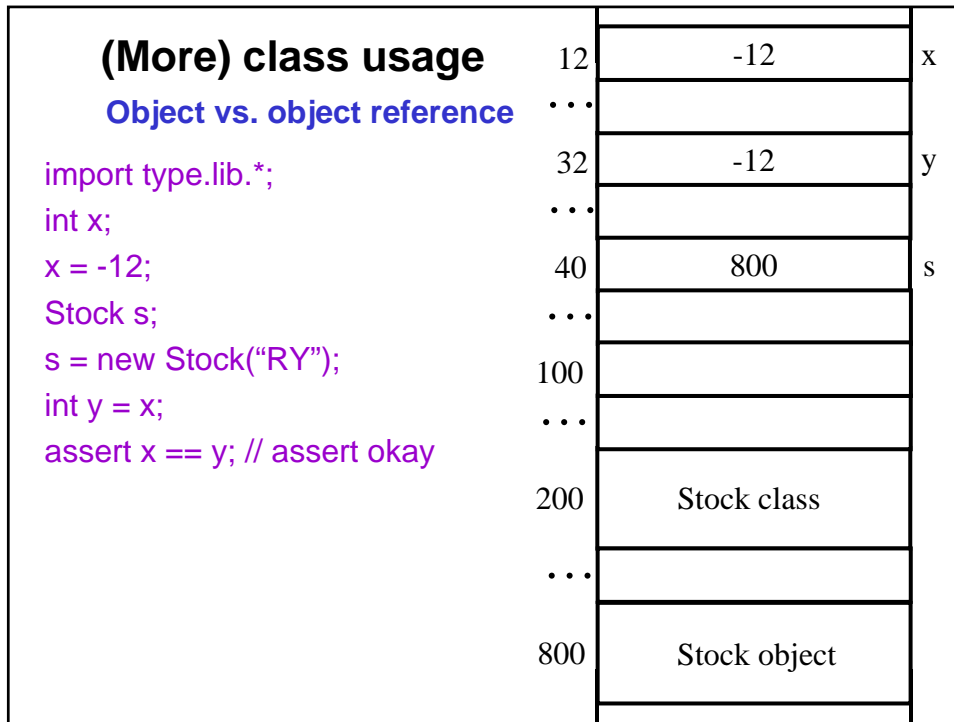 (More) class usage
Object vs. object reference
import type.lib.*;
int x;
x = -12;
Stock s;
s = new Stock(“RY”);
int y = x;
assert x == y; // assert okay
12 -12 x
...
32 -12 y
...
40 800 s
...
100
...
200 Stock class
...
800 Stock object